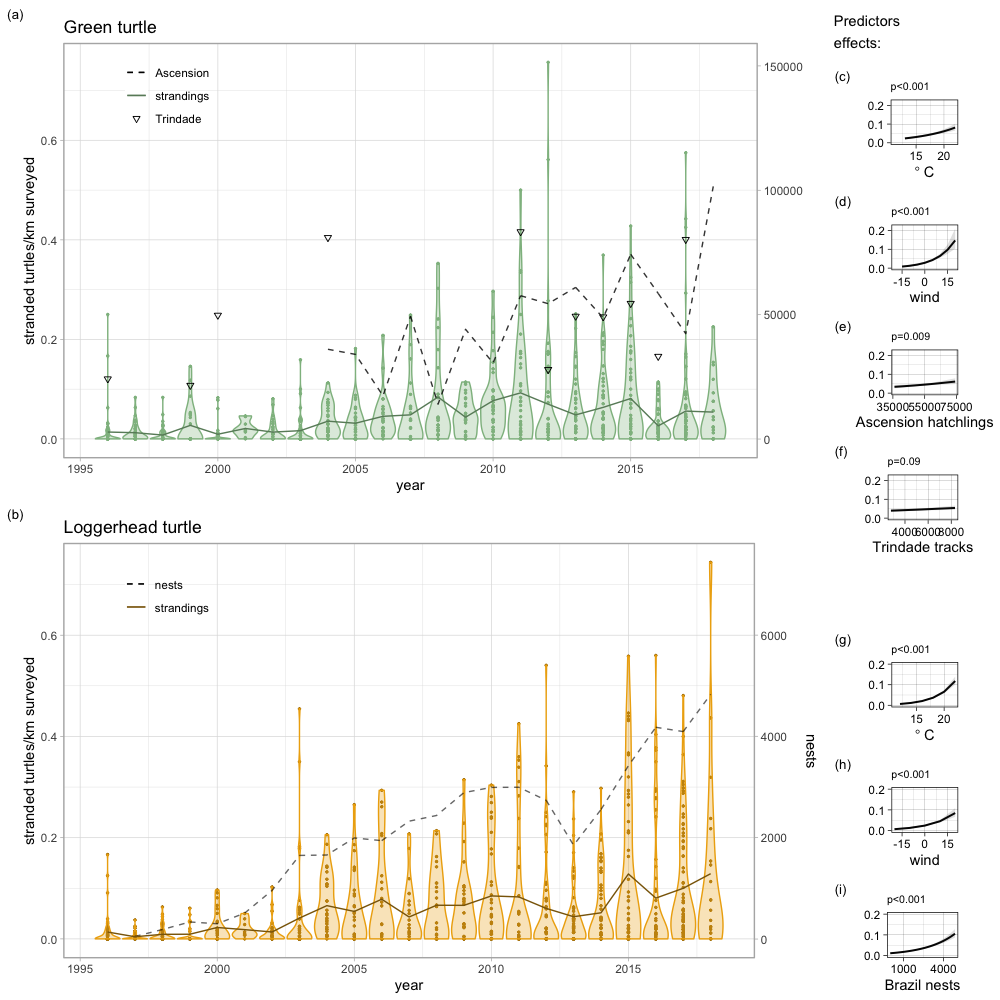 (a)
Green turtle
Ascension
strandings
Trindade
stranded turtles/km surveyed
0.6
0.4
0.2
0.0
150000
100000
50000
0
1995
2000
2005
2010
2015
year
(b)
Loggerhead turtle
nests
strandings
stranded turtles/km surveyed
0.6
0.4
0.2
0.0
6000
4000
2000
0
nests
1995
2000
2005
2010
2015
year
Predictors
effects:
(c)
p<0.001
0.2
0.1
0.0
15 20
° C
(d)
p<0.001
0.2
0.1
0.0
-15 0 15
wind
(e)
p=0.009
0.2
0.1
0.0
35000 55000 75000
Ascension hatchlings
(f)
p=0.09
0.2
0.1
0.0
4000 6000 8000
Trindade tracks
(g)
p<0.001
0.2
0.1
0.0
15 20
° C
(h)
p<0.001
0.2
0.1
0.0
-15 0 15
wind
(i)
p<0.001
0.2
0.1
0.0
1000 4000
Brazil nests